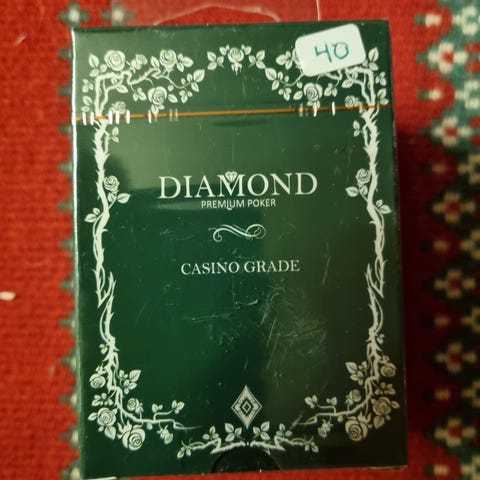 40
DIAMOND
PREMIUM POKER
CASINO GRADE